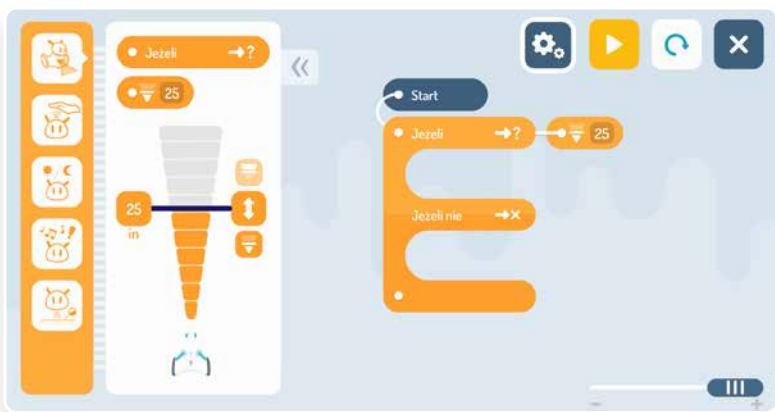 Jeżeli →?
25
25
in
Start
Jeżeli →? 25
Jeżeli nie →×
- +